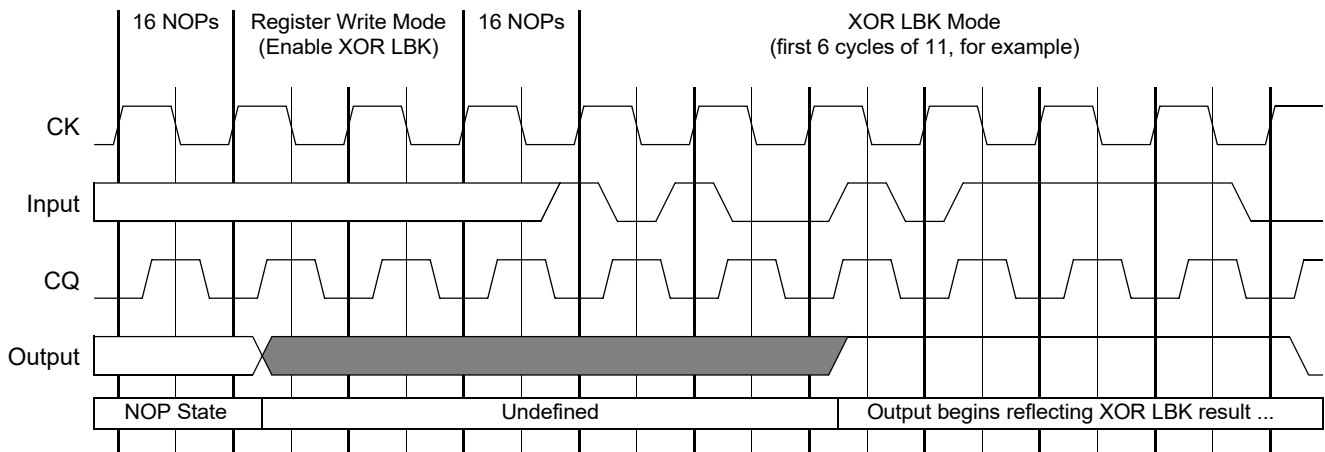 16 NOPs
Register Write Mode
(Enable XOR LBK)
16 NOPs
XOR LBK Mode
(first 6 cycles of 11, for example)
CK
Input
CQ
Output
NOP State
Undefined
Output begins reflecting XOR LBK result ...